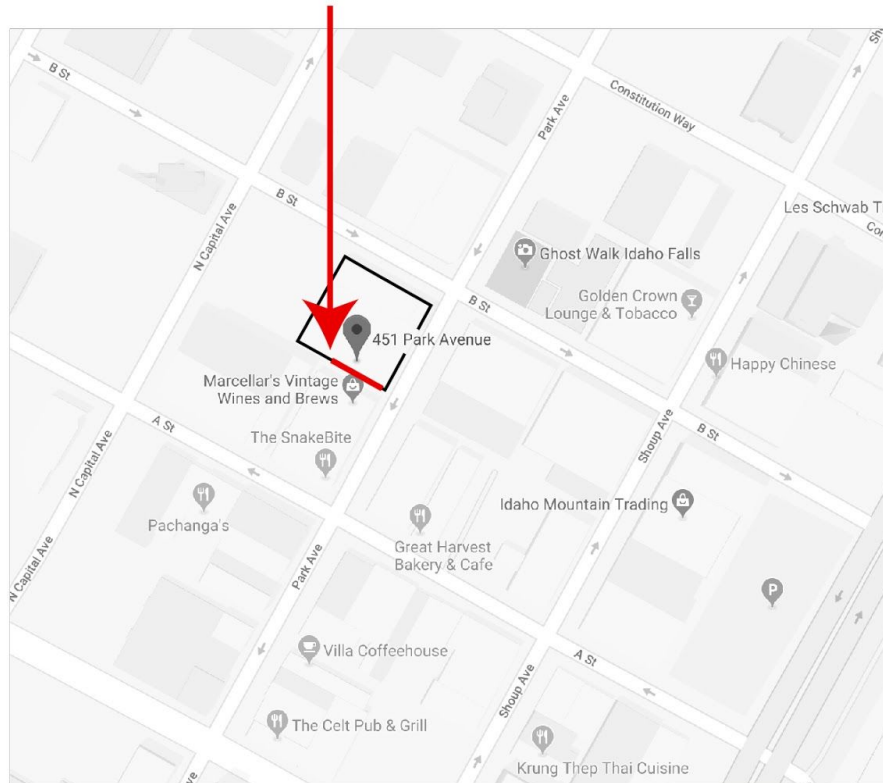 B St
Constitution Way
Park Ave
Sh
Les Schwab T
Co
N Capital Ave
B St
Ghost Walk Idaho Falls
B St
Golden Crown
Lounge & Tobacco
451 Park Avenue
Happy Chinese
Marcellar's Vintage
Wines and Brews
A St
The SnakeBite
Shoup Ave
B St
N Capital Ave
Pachanga's
Idaho Mountain Trading
Great Harvest
Bakery & Cafe
N Capital Ave
Park Ave
P
Villa Coffeehouse
A St
Shoup Ave
The Celt Pub & Grill
Krung Thep Thai Cuisine
ve